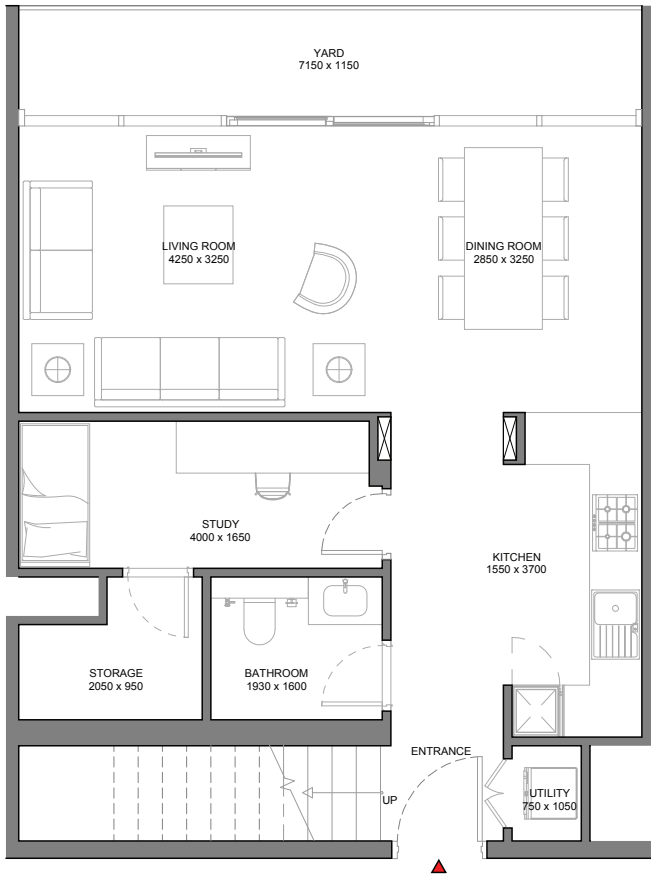 YARD
7150 x 1150
LIVING ROOM
4250 x 3250
DINING ROOM
2850 x 3250
STUDY
4000 x 1650
KITCHEN
1550 x 3700
STORAGE
2050 x 950
BATHROOM
1930 x 1600
ENTRANCE
UP
UTILITY
750 x 1050